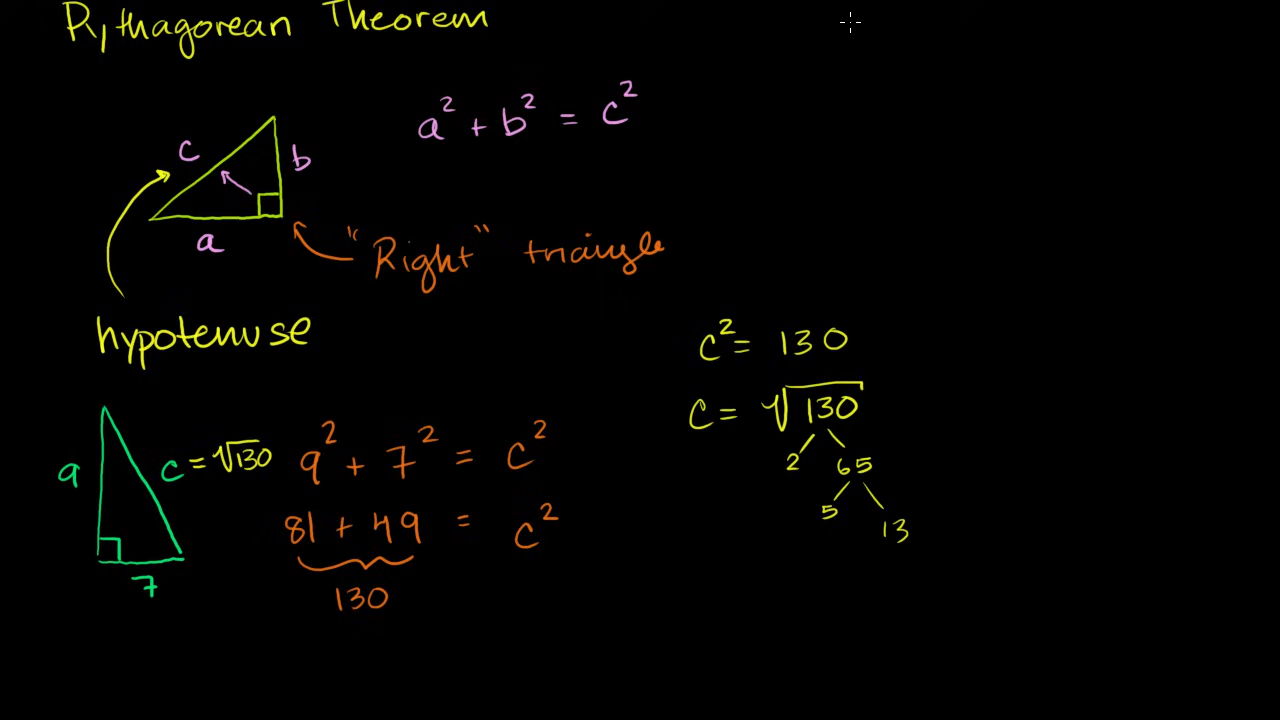 Pythagorean Theorem
a² + b² = c²
c
b
a
"Right" triangle
hypotenuse
c² = 130
c = √130
2 65
5 13
9
c = √130
7
9² + 7² = c²
81 + 49 = c²
130